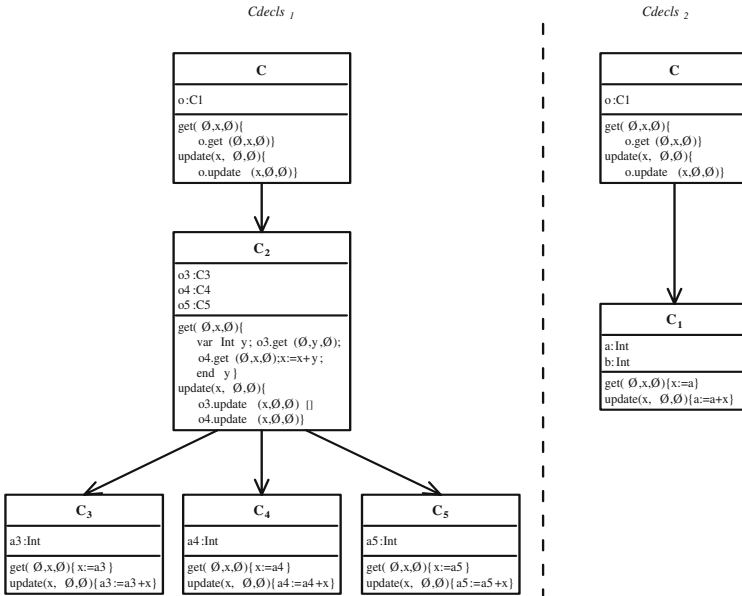 Cdecls 1
C
o:C1
get( Ø,x,Ø){
o.get (Ø,x,Ø)}
update(x, Ø,Ø){
o.update (x,Ø,Ø)}
C2
o3:C3
o4:C4
o5:C5
get( Ø,x,Ø){
var Int y; o3.get (Ø,y,Ø);
o4.get (Ø,x,Ø);x:=x+y;
end y}
update(x, Ø,Ø){
o3.update (x,Ø,Ø) []
o4.update (x,Ø,Ø)}
C3
a3:Int
get( Ø,x,Ø){x:=a3}
update(x, Ø,Ø){a3:=a3+x}
C4
a4:Int
get( Ø,x,Ø){x:=a4}
update(x, Ø,Ø){a4:=a4+x}
C5
a5:Int
get( Ø,x,Ø){x:=a5}
update(x, Ø,Ø){a5:=a5+x}
Cdecls 2
C
o:C1
get( Ø,x,Ø){
o.get (Ø,x,Ø)}
update(x, Ø,Ø){
o.update (x,Ø,Ø)}
C1
a:Int
b:Int
get( Ø,x,Ø){x:=a}
update(x, Ø,Ø){a:=a+x}